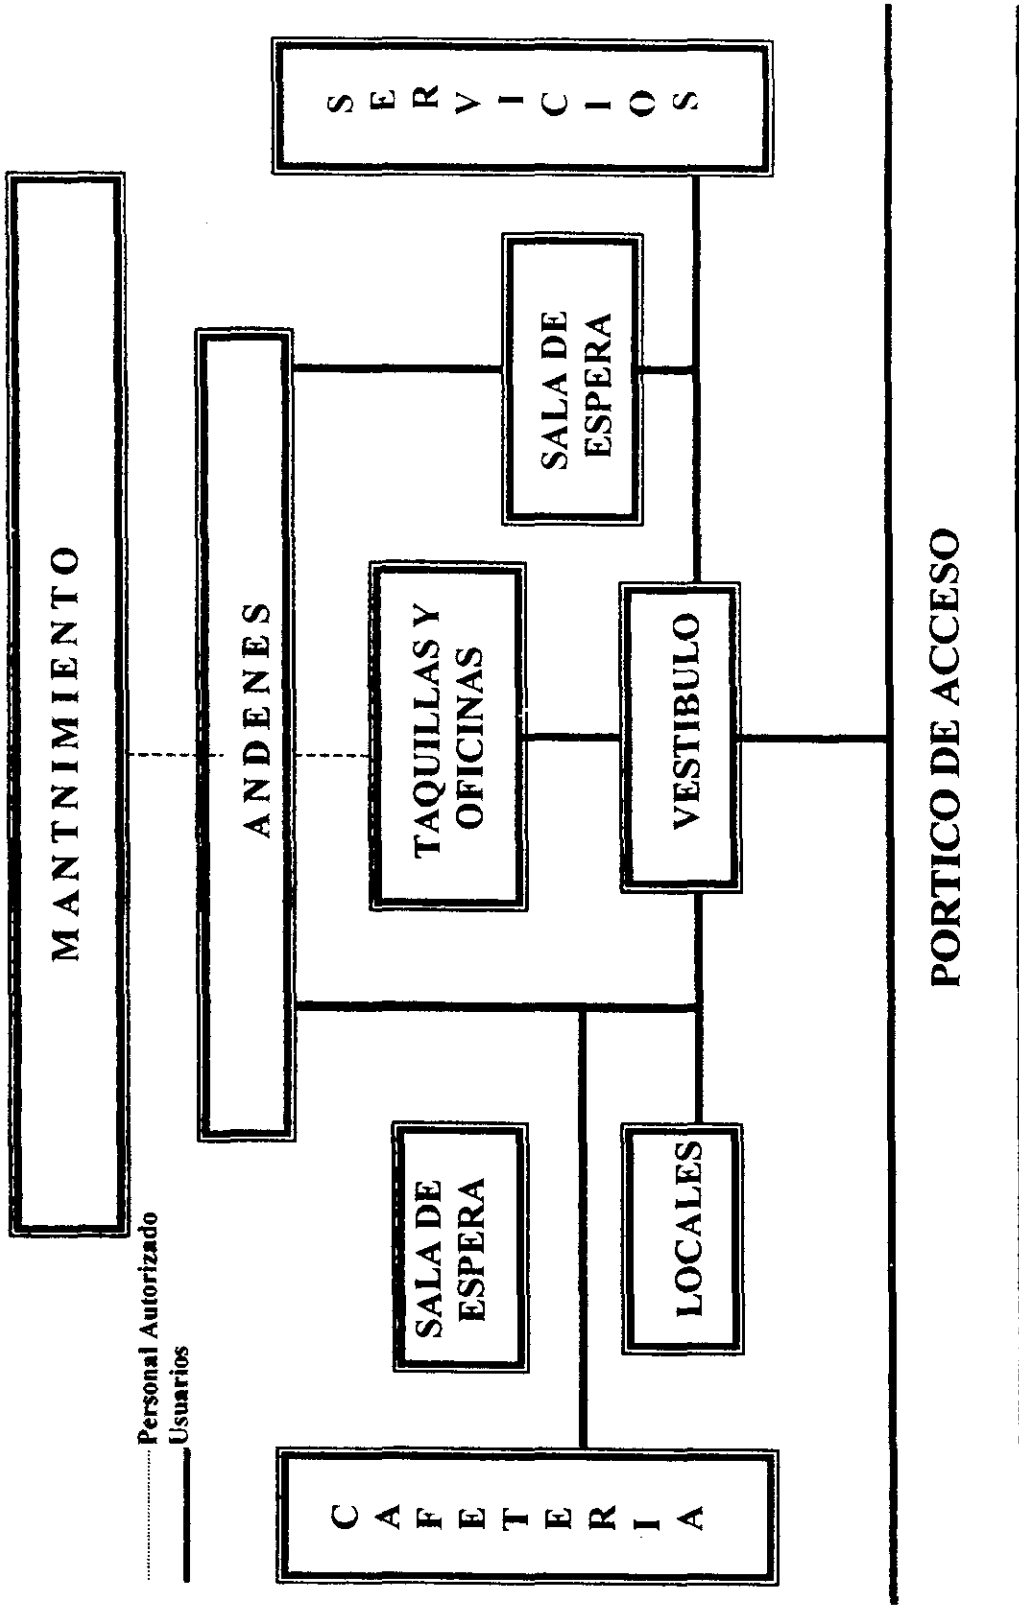 MANTNIMIENTO
Personal Autorizado
Usuarios
ANDENES
CAFETERIA
SALA DE
ESPERA
TAQUILLAS Y
OFICINAS
SALA DE
ESPERA
SERVICIOS
LOCALES
VESTIBULO
PORTICO DE ACCESO